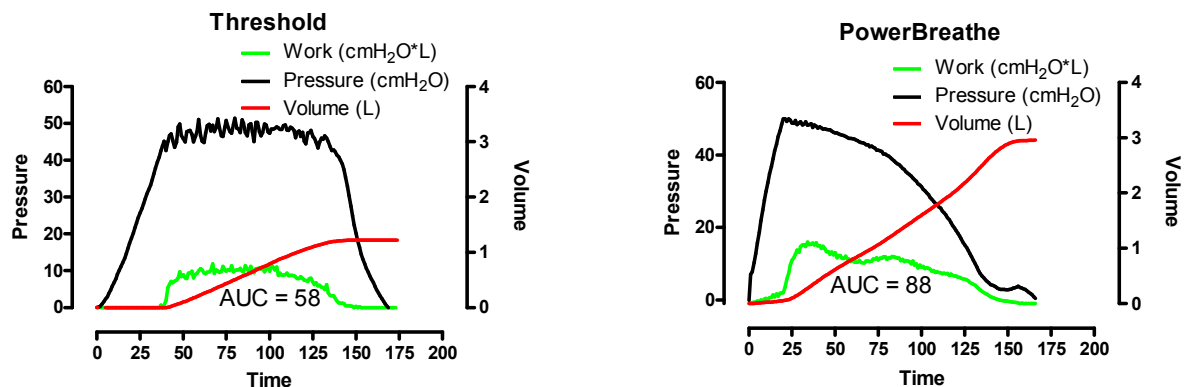 Threshold
Work (cmH₂O*L)
Pressure (cmH₂O)
Volume (L)
60
50
40
30
20
10
0
Pressure
4
3
2
1
0
Volume
AUC = 58
0 25 50 75 100 125 150 175 200
Time
PowerBreathe
Work (cmH₂O*L)
Pressure (cmH₂O)
Volume (L)
60
40
20
0
Pressure
4
3
2
1
0
Volume
AUC = 88
0 25 50 75 100 125 150 175 200
Time